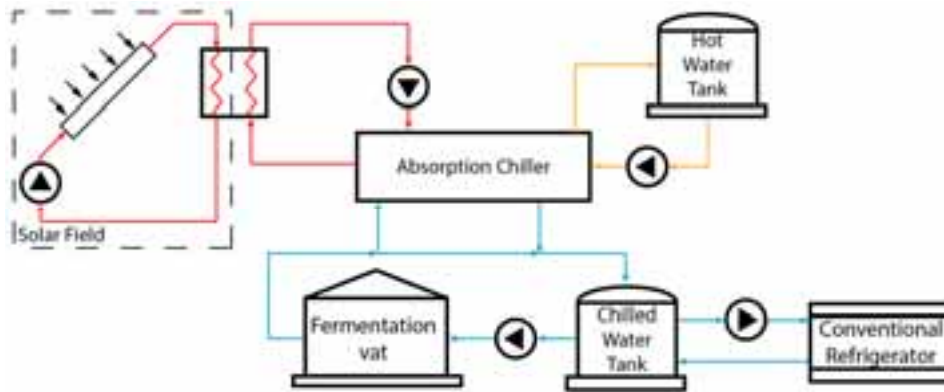 Hot
Water
Tank
Absorption Chiller
Solar Field
Fermentation
vat
Chilled
Water
Tank
Conventional
Refrigerator